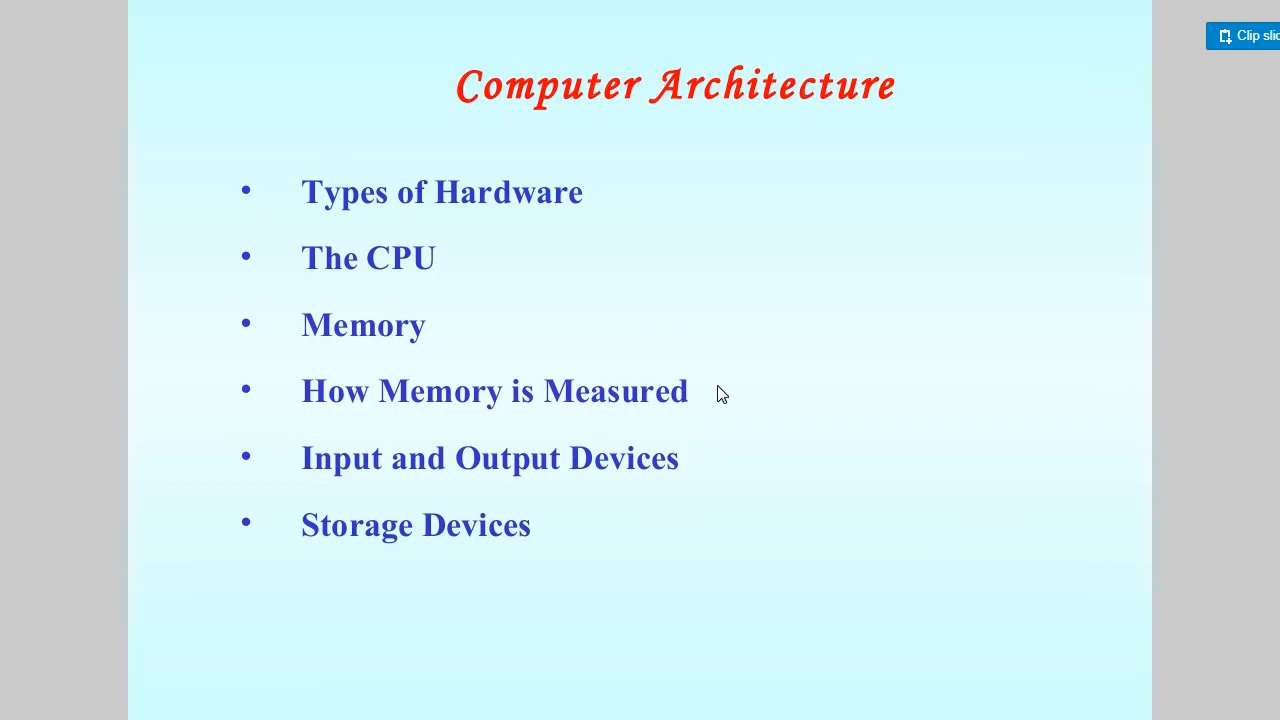 Clip slid
Computer Architecture
• Types of Hardware
• The CPU
• Memory
• How Memory is Measured
• Input and Output Devices
• Storage Devices